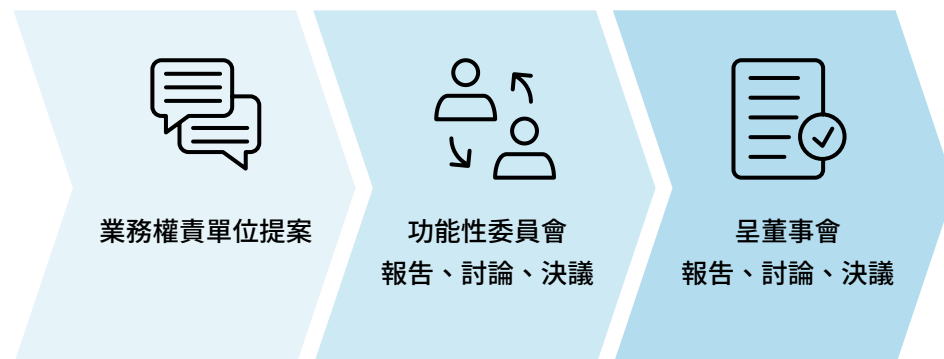 業務權責單位提案
功能性委員會
報告、討論、決議
呈董事會
報告、討論、決議